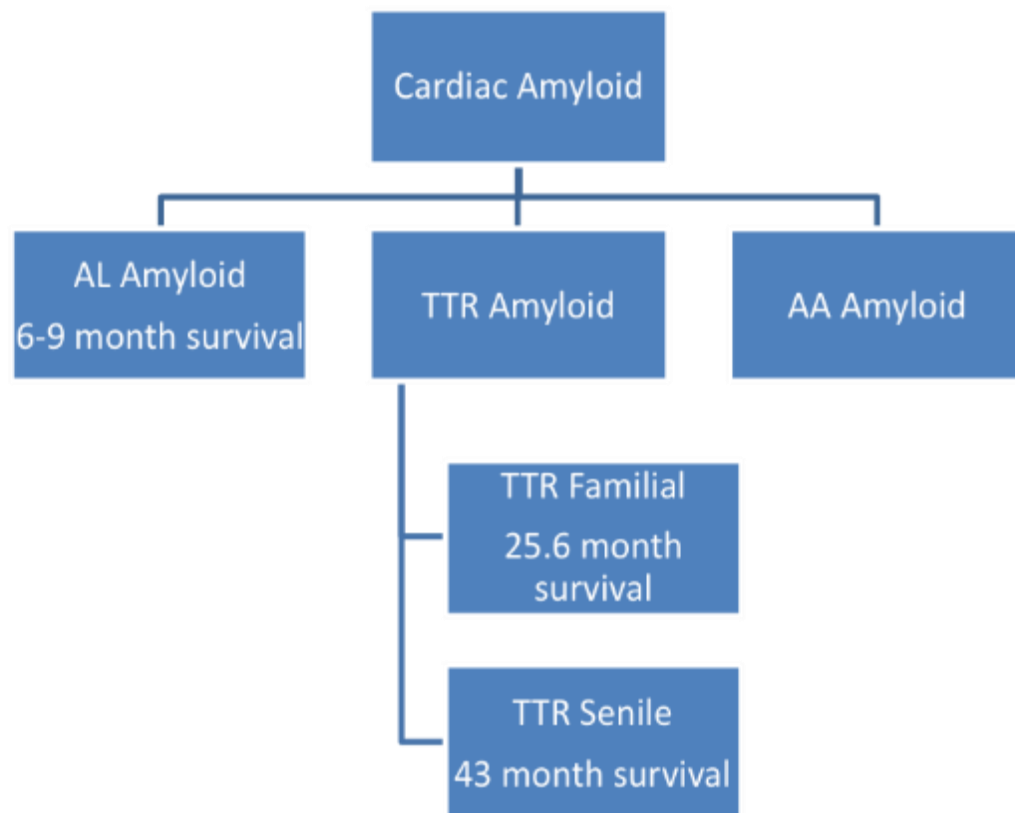 Cardiac Amyloid
AL Amyloid
6-9 month survival
TTR Amyloid
AA Amyloid
TTR Familial
25.6 month
survival
TTR Senile
43 month survival